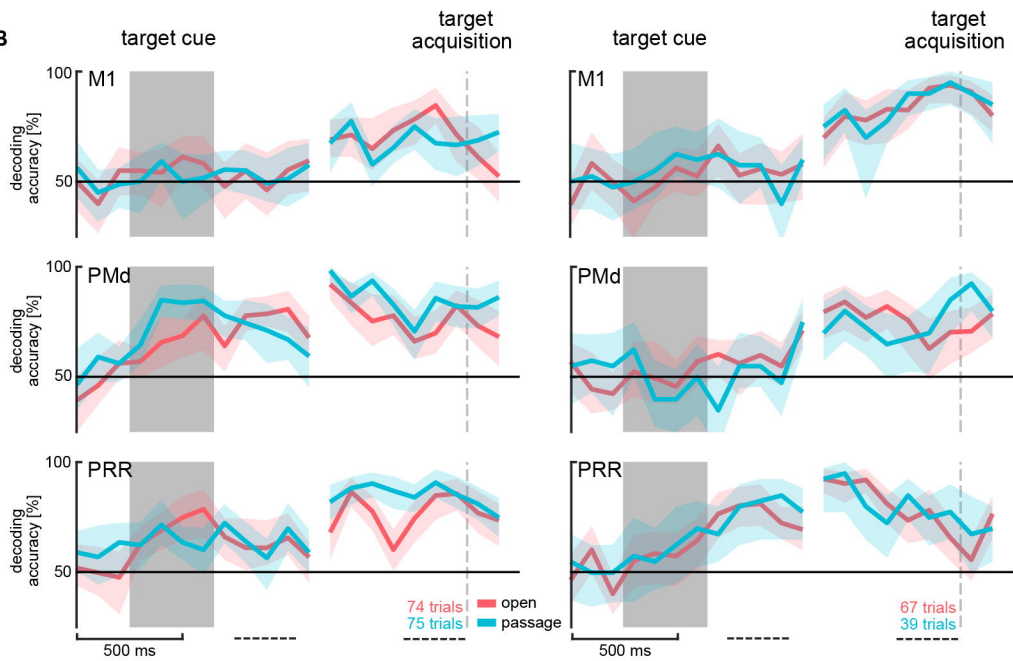 B
target cue
target
acquisition
target cue
target
acquisition
M1
100
50
decoding
accuracy [%]
M1
PMd
100
50
decoding
accuracy [%]
PMd
PRR
100
50
decoding
accuracy [%]
PRR
74 trials
75 trials
open
passage
67 trials
39 trials
500 ms
500 ms